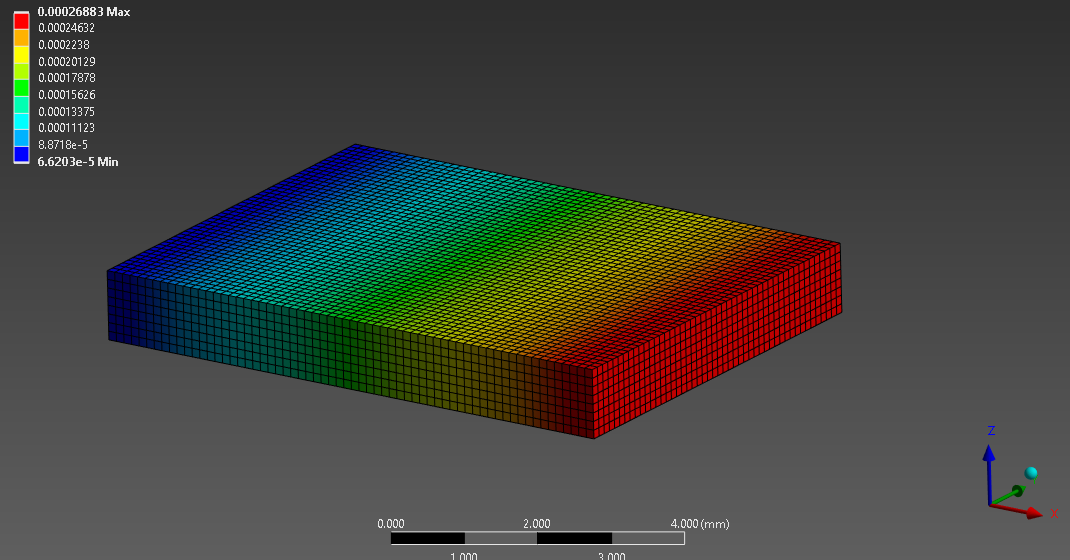 0.00026883 Max
0.00024632
0.0002238
0.00020129
0.00017878
0.00015626
0.00013375
0.00011123
8.8718e-5
6.6203e-5 Min
Z
X
0.000 2.000 4.000 (mm)
1.000 3.000